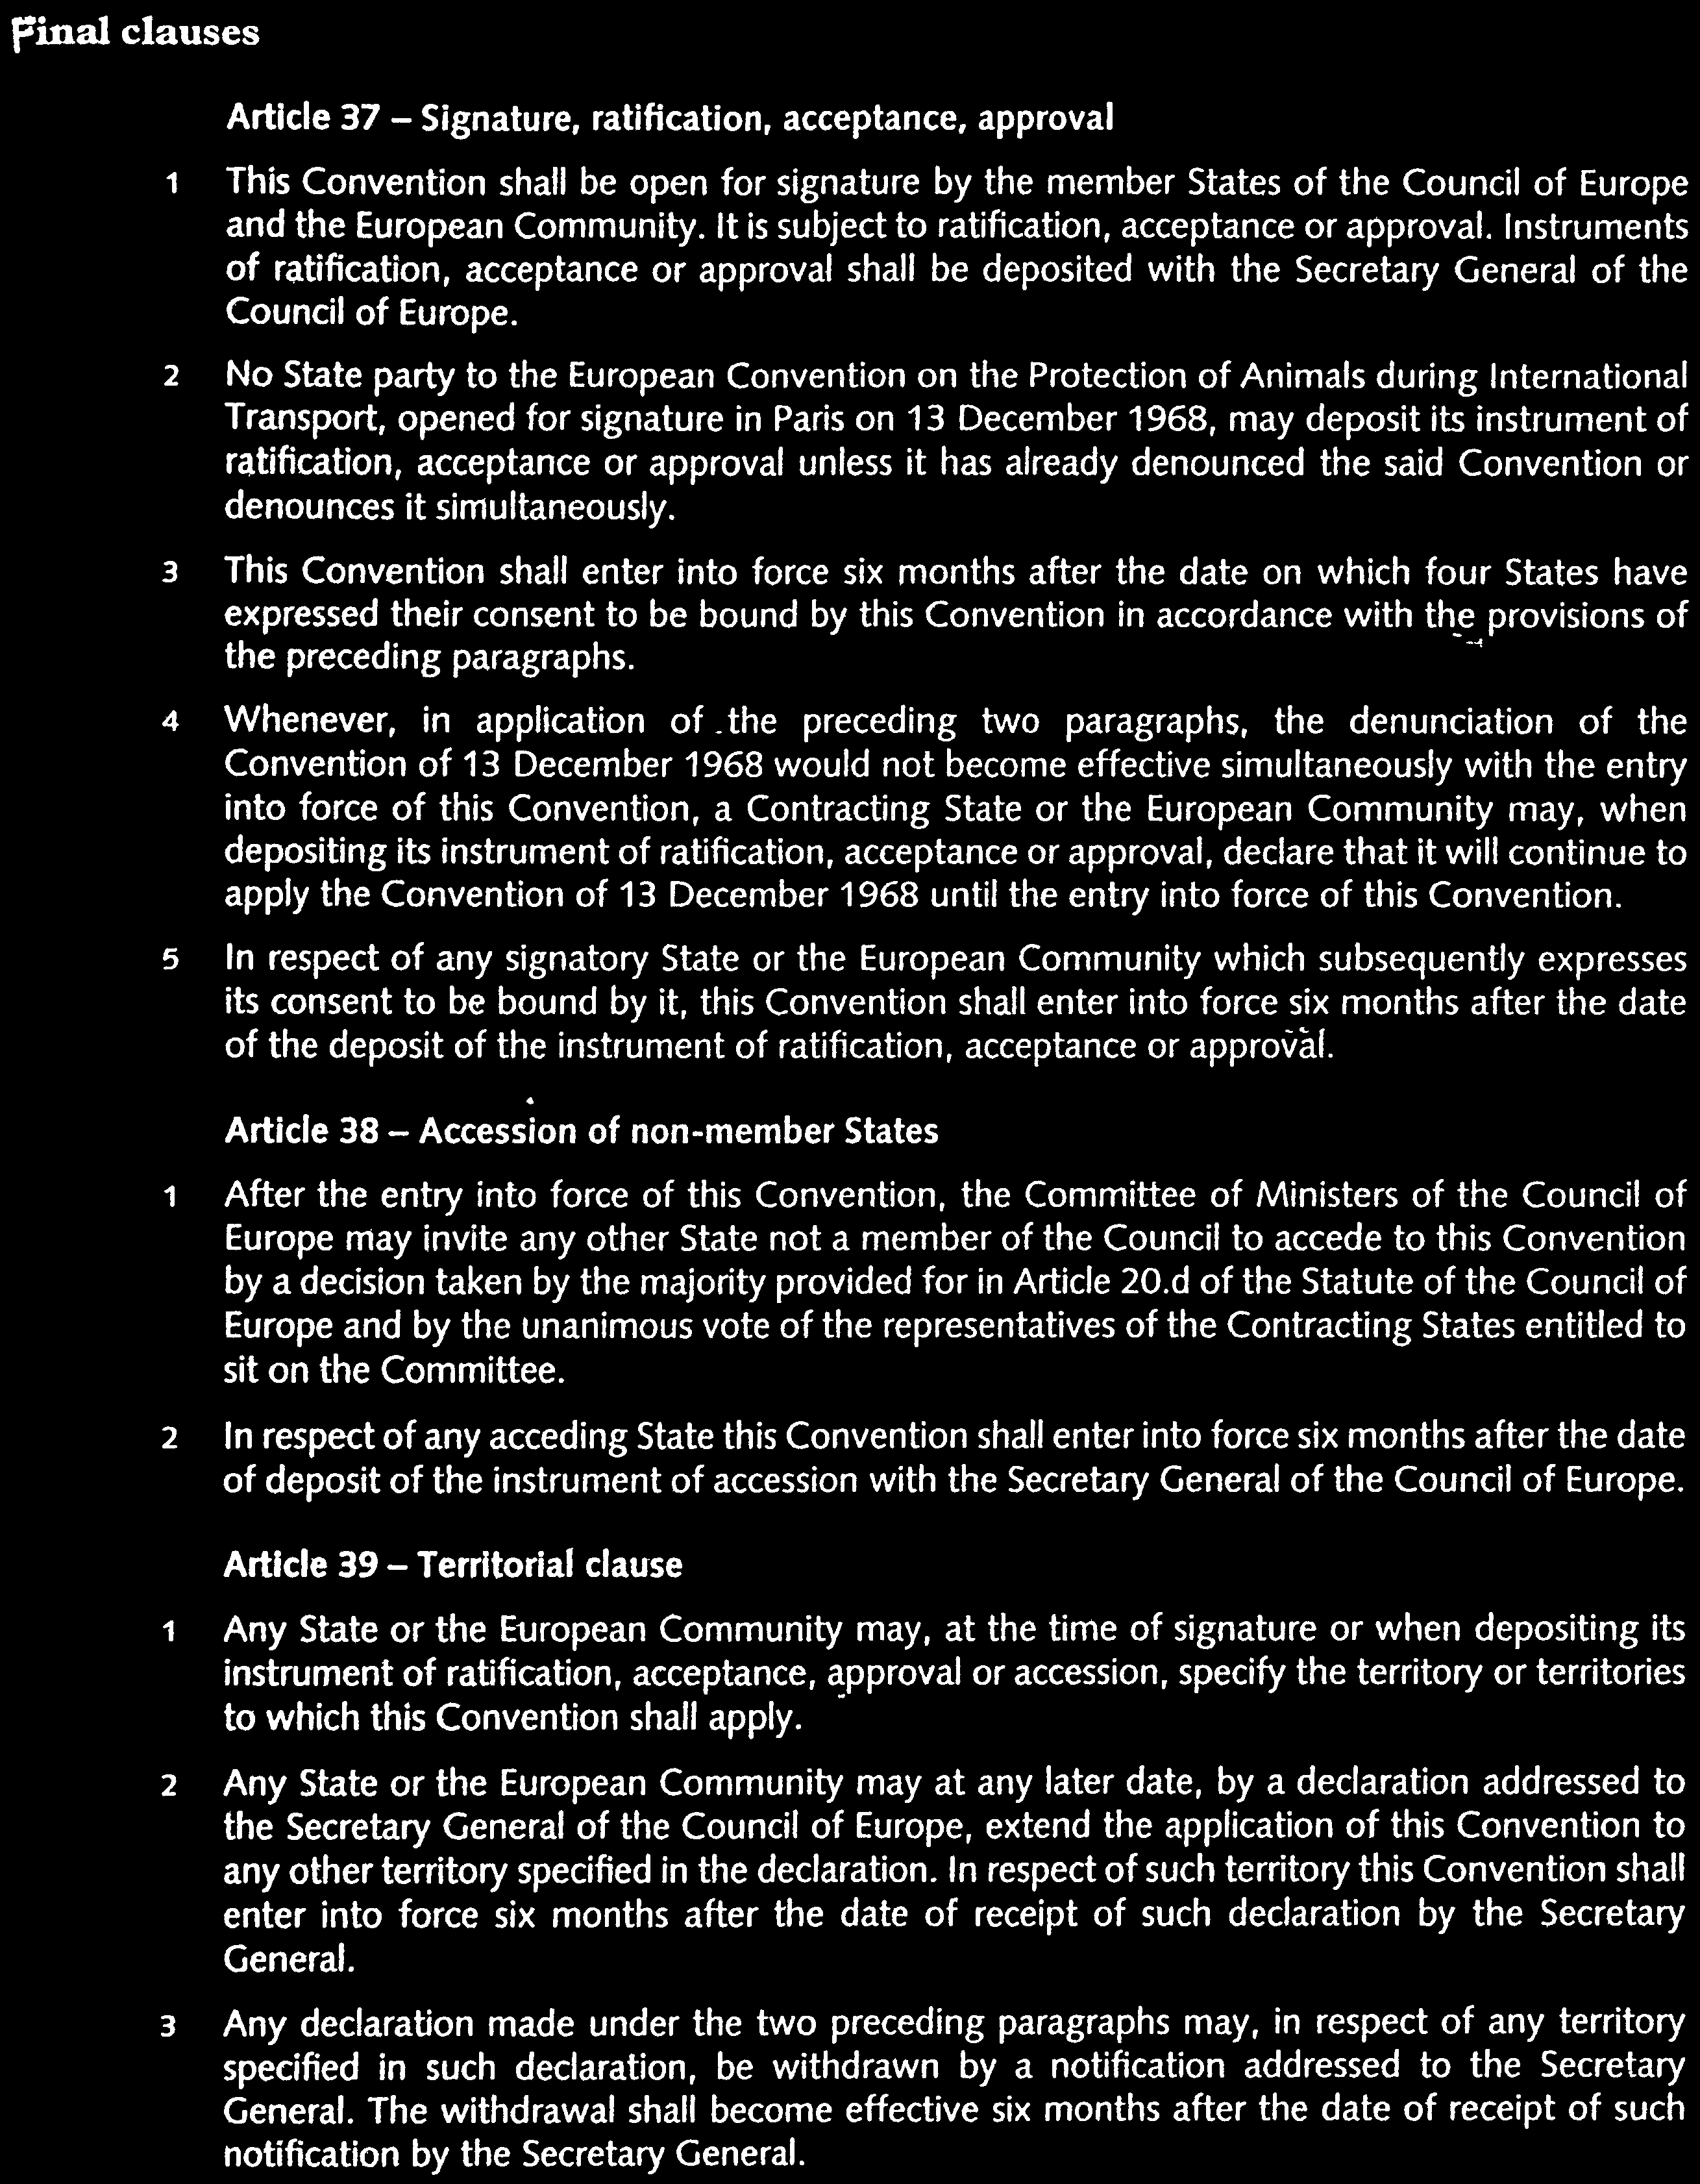 Final clauses
Article 37 – Signature, ratification, acceptance, approval
1 This Convention shall be open for signature by the member States of the Council of Europe
and the European Community. It is subject to ratification, acceptance or approval. Instruments
of ratification, acceptance or approval shall be deposited with the Secretary General of the
Council of Europe.
2 No State party to the European Convention on the Protection of Animals during International
Transport, opened for signature in Paris on 13 December 1968, may deposit its instrument of
ratification, acceptance or approval unless it has already denounced the said Convention or
denounces it simultaneously.
3 This Convention shall enter into force six months after the date on which four States have
expressed their consent to be bound by this Convention in accordance with the provisions of
the preceding paragraphs.
4 Whenever, in application of the preceding two paragraphs, the denunciation of the
Convention of 13 December 1968 would not become effective simultaneously with the entry
into force of this Convention, a Contracting State or the European Community may, when
depositing its instrument of ratification, acceptance or approval, declare that it will continue to
apply the Convention of 13 December 1968 until the entry into force of this Convention.
5 In respect of any signatory State or the European Community which subsequently expresses
its consent to be bound by it, this Convention shall enter into force six months after the date
of the deposit of the instrument of ratification, acceptance or approval.
Article 38 – Accession of non-member States
1 After the entry into force of this Convention, the Committee of Ministers of the Council of
Europe may invite any other State not a member of the Council to accede to this Convention
by a decision taken by the majority provided for in Article 20.d of the Statute of the Council of
Europe and by the unanimous vote of the representatives of the Contracting States entitled to
sit on the Committee.
2 In respect of any acceding State this Convention shall enter into force six months after the date
of deposit of the instrument of accession with the Secretary General of the Council of Europe.
Article 39 – Territorial clause
1 Any State or the European Community may, at the time of signature or when depositing its
instrument of ratification, acceptance, approval or accession, specify the territory or territories
to which this Convention shall apply.
2 Any State or the European Community may at any later date, by a declaration addressed to
the Secretary General of the Council of Europe, extend the application of this Convention to
any other territory specified in the declaration. In respect of such territory this Convention shall
enter into force six months after the date of receipt of such declaration by the Secretary
General.
3 Any declaration made under the two preceding paragraphs may, in respect of any territory
specified in such declaration, be withdrawn by a notification addressed to the Secretary
General. The withdrawal shall become effective six months after the date of receipt of such
notification by the Secretary General.